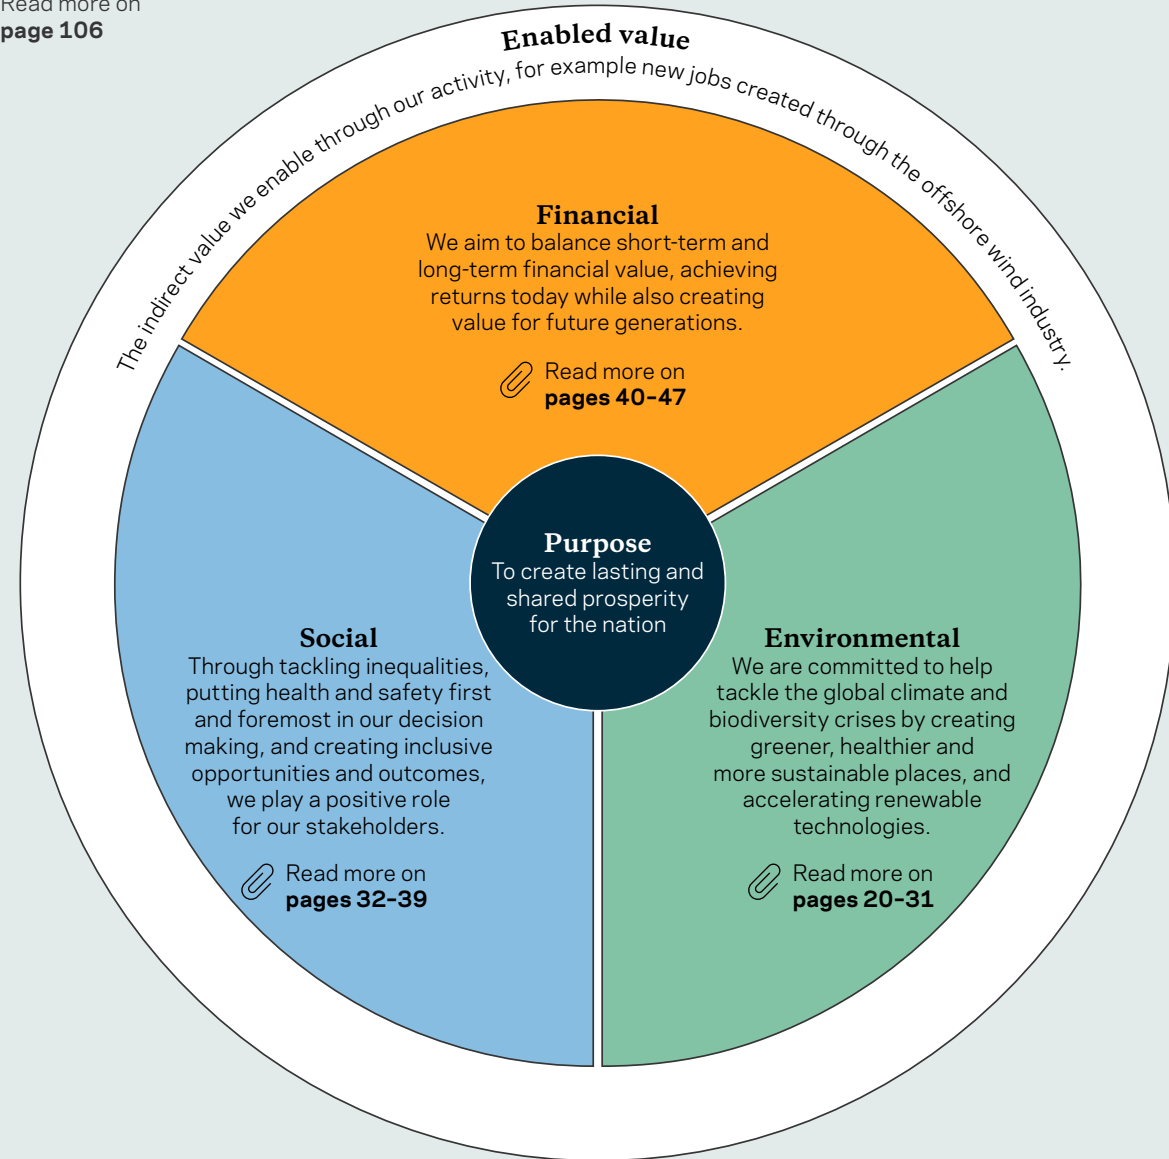 Read more on
page 106
Enabled value
The indirect value we enable through our activity, for example new jobs created through the offshore wind industry.
Financial
We aim to balance short-term and
long-term financial value, achieving
returns today while also creating
value for future generations.
Read more on
pages 40–47
Purpose
To create lasting and
shared prosperity
for the nation
Social
Through tackling inequalities,
putting health and safety first
and foremost in our decision
making, and creating inclusive
opportunities and outcomes,
we play a positive role
for our stakeholders.
Read more on
pages 32–39
Environmental
We are committed to help
tackle the global climate and
biodiversity crises by creating
greener, healthier and
more sustainable places, and
accelerating renewable
technologies.
Read more on
pages 20–31